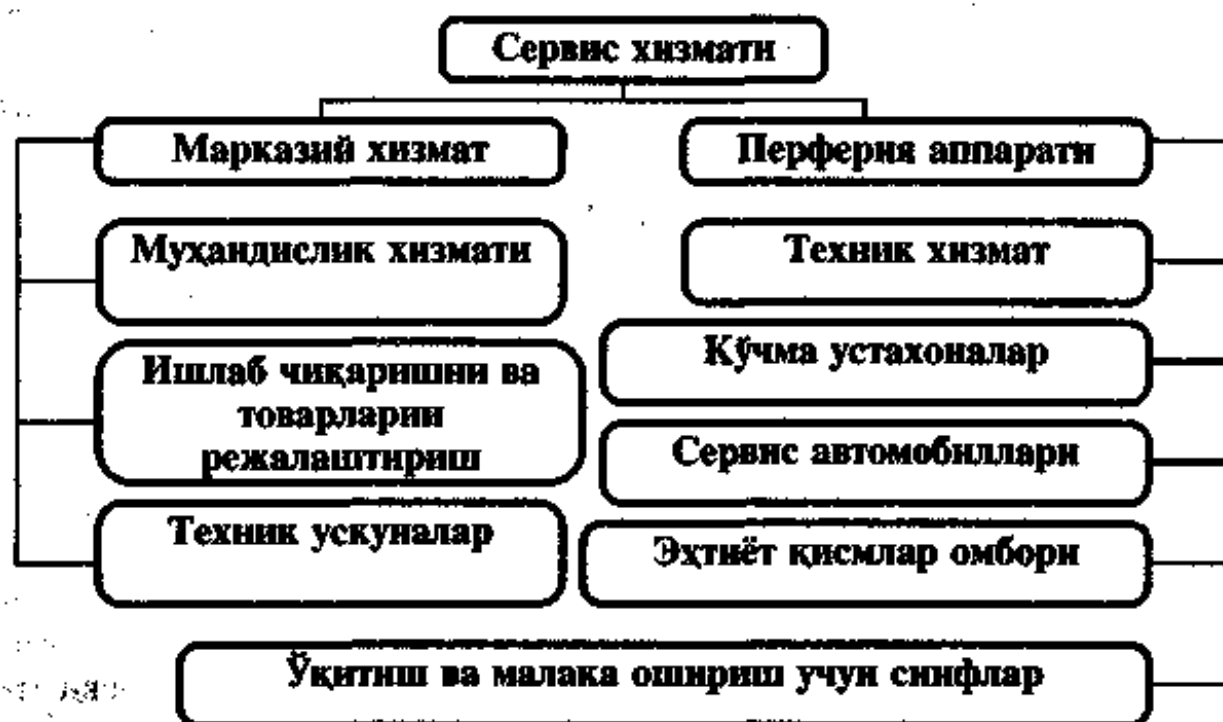 Сервис хизмати
Марказий хизмат
Перферия аппарати
Муҳандислик хизмати
Техник хизмат
Ишлаб чиқаришни ва
товарларии
режалаштириш
Кўчма устахоналар
Сервис автомобиллари
Техник ускуналар
Эҳтиёт қисмлар омбори
Ўқитиш ва малака ошириш учун синфлар